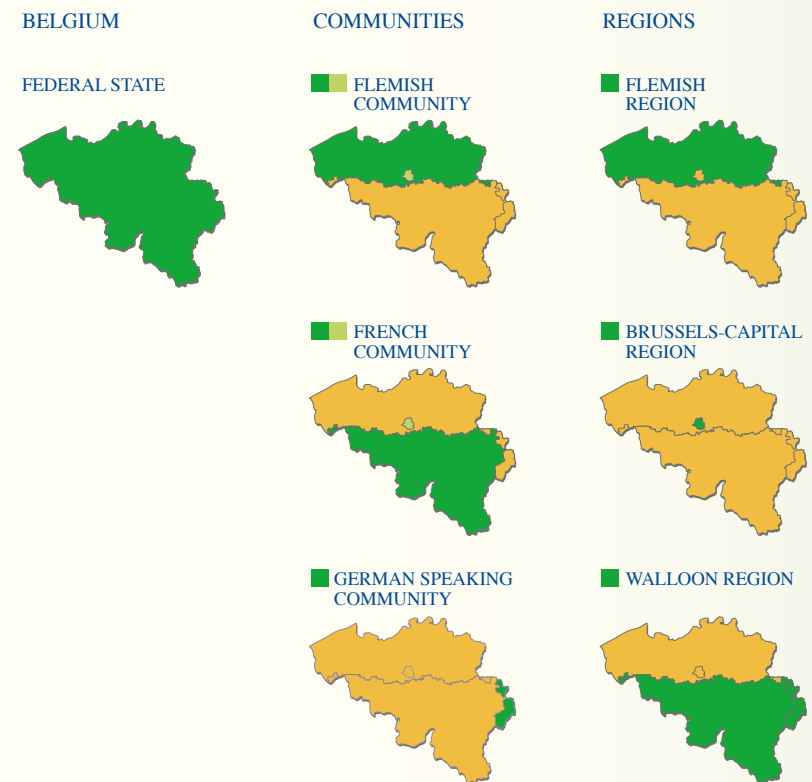 BELGIUM
COMMUNITIES
REGIONS
FEDERAL STATE
FLEMISH
COMMUNITY
FLEMISH
REGION
FRENCH
COMMUNITY
BRUSSELS-CAPITAL
REGION
GERMAN SPEAKING
COMMUNITY
WALLOON REGION